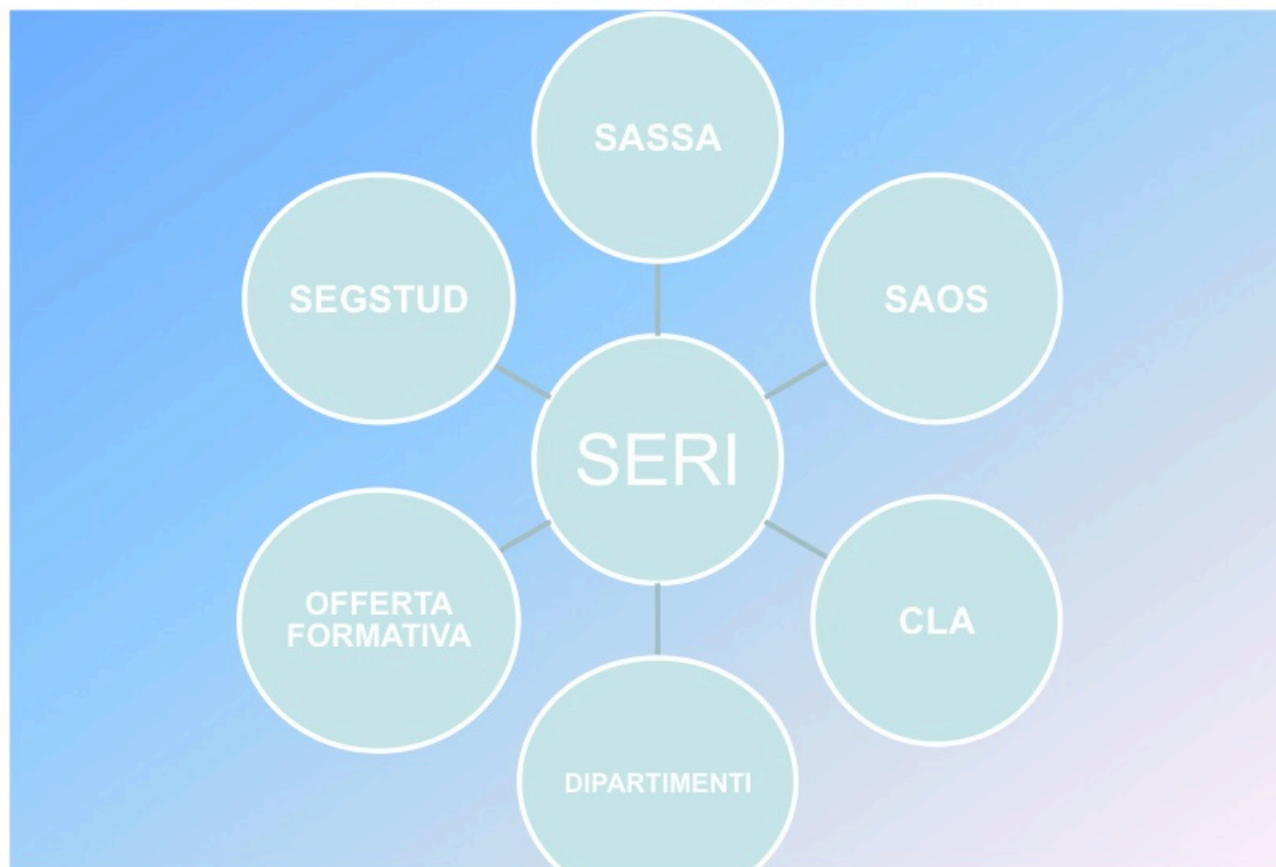 SASSA
SEGSTUD
SAOS
SERI
OFFERTA
FORMATIVA
CLA
DIPARTIMENTI